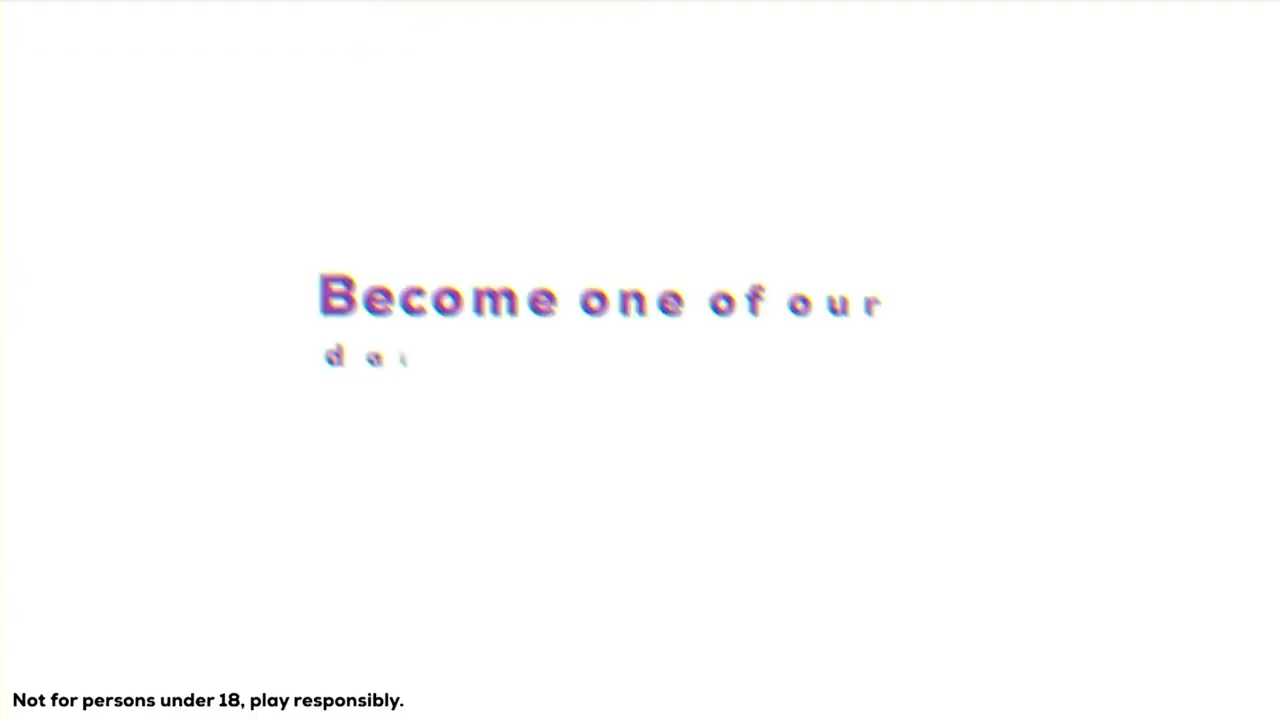 Become one of our
Not for persons under 18, play responsibly.